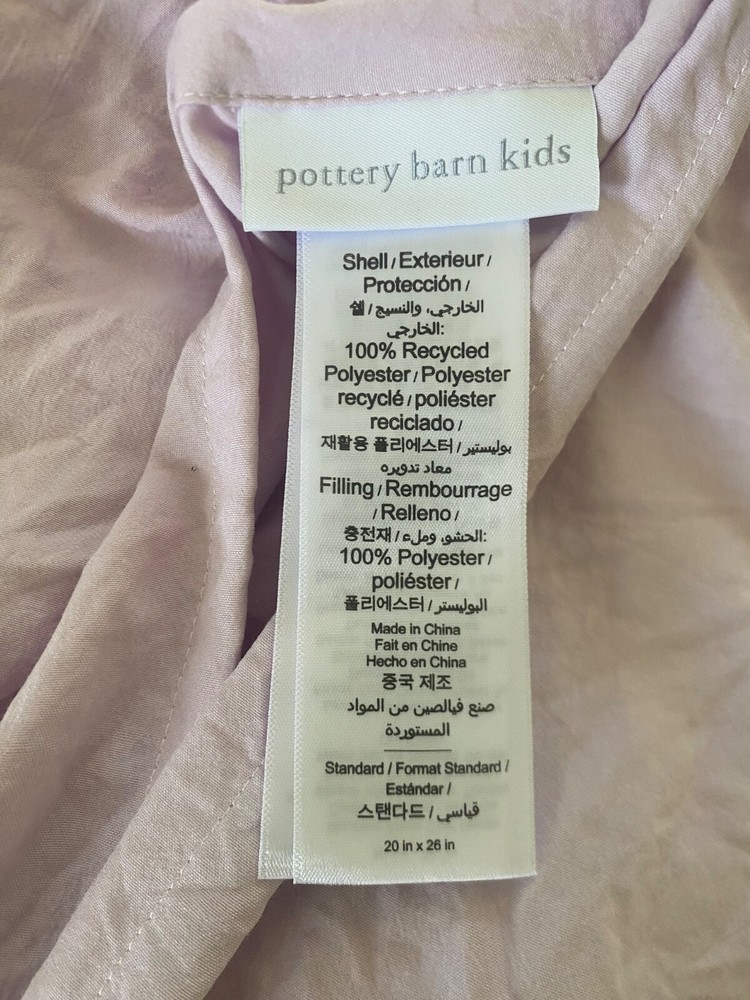 pottery barn kids
Shell / Exterieur /
Protección /
쉘 / الخارجي، والنسيج
الخارجي:
100% Recycled
Polyester / Polyester
recyclé / poliéster
reciclado /
재활용 폴리에스터 / بوليستير
معاد تدويره
Filling / Rembourrage
/ Relleno /
충전재 / الحشو، وملء:
100% Polyester /
poliéster /
폴리에스터 / البوليستر
Made in China
Fait en Chine
Hecho en China
중국 제조
صنع فيالصين من المواد
المستوردة
Standard / Format Standard /
Estándar /
스탠다드 / قياسي
20 in x 26 in